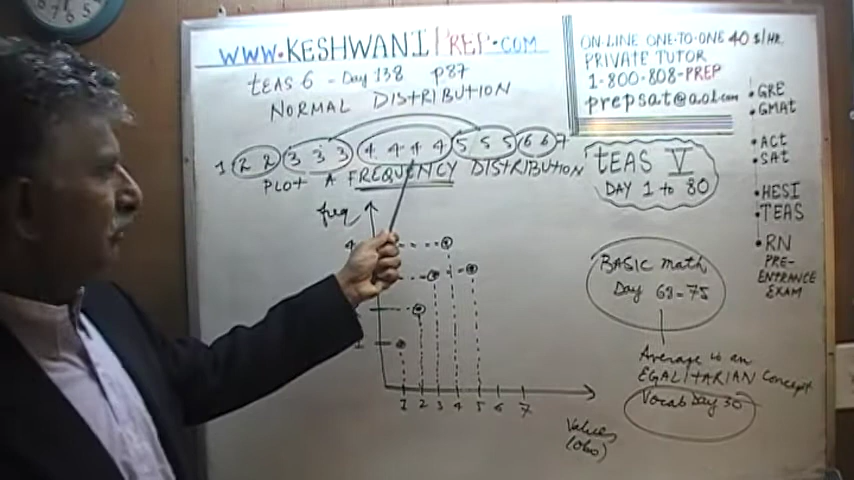 WWW.KESHWANIPREP.COM
TEAS 6 - Day 138 p87
NORMAL DISTRIBUTION
1 2 2 3 3 3 4 4 4 4 5 5 5 6 6 7
PLOT A FREQUENCY DISTRIBUTION
freq
4
1
1 2 3 4 5 6 7
Values
(Obs)
ON-LINE ONE-TO-ONE 40 $/HR.
PRIVATE TUTOR
1-800-808-PREP
prepsat@aol.com
TEAS V
DAY 1 to 80
BASIC math
Day 68-75
Average is an
EGALITARIAN Concept
Vocab Day 30
GRE
GMAT
ACT
SAT
HESI
TEAS
RN
PRE-
ENTRANCE
EXAM